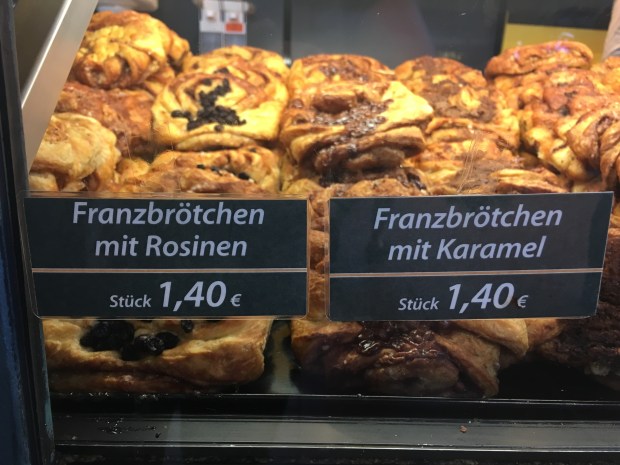 Franzbrötchen
mit Rosinen
Stück 1,40 €
Franzbrötchen
mit Karamel
Stück 1,40 €